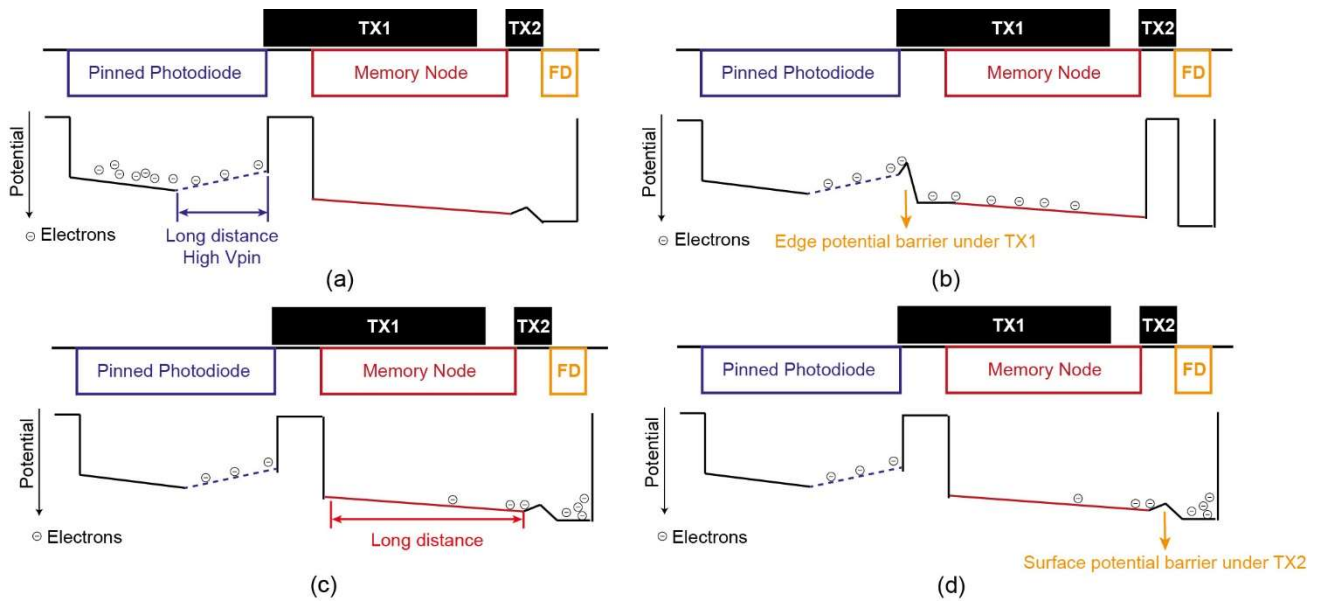 (a)
TX1
TX2
Pinned Photodiode
Memory Node
FD
Potential
Electrons
Long distance
High Vpin
(b)
TX1
TX2
Pinned Photodiode
Memory Node
FD
Potential
Electrons
Edge potential barrier under TX1
(a)
(b)
TX1
TX2
Pinned Photodiode
Memory Node
FD
Potential
Electrons
Long distance
(c)
TX1
TX2
Pinned Photodiode
Memory Node
FD
Potential
Electrons
Surface potential barrier under TX2
(d)